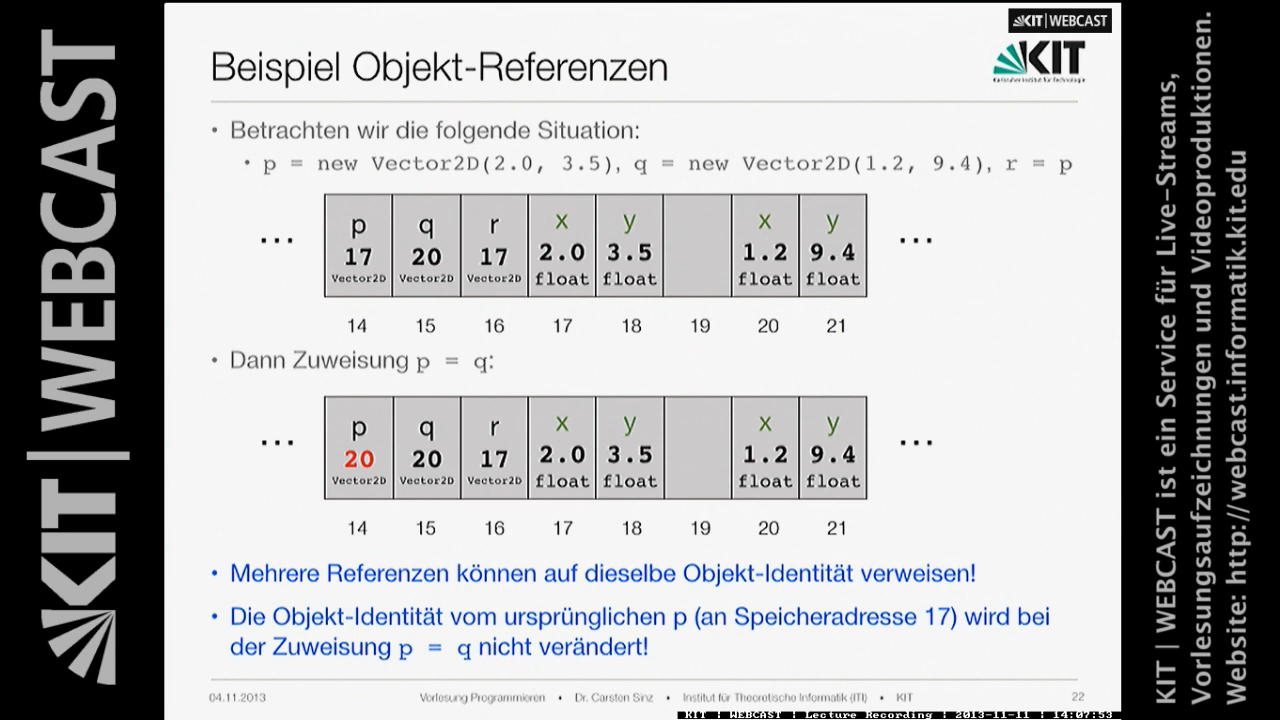 KIT | WEBCAST
KIT | WEBCAST
KIT
Karlsruher Institut für Technologie
Beispiel Objekt-Referenzen
• Betrachten wir die folgende Situation:
• p = new Vector2D(2.0, 3.5), q = new Vector2D(1.2, 9.4), r = p
... p q r x y x y ...
17 20 17 2.0 3.5 1.2 9.4
Vector2D Vector2D Vector2D float float float float
14 15 16 17 18 19 20 21
• Dann Zuweisung p = q:
... p q r x y x y ...
20 20 17 2.0 3.5 1.2 9.4
Vector2D Vector2D Vector2D float float float float
14 15 16 17 18 19 20 21
• Mehrere Referenzen können auf dieselbe Objekt-Identität verweisen!
• Die Objekt-Identität vom ursprünglichen p (an Speicheradresse 17) wird bei
der Zuweisung p = q nicht verändert!
04.11.2013 Vorlesung Programmieren • Dr. Carsten Sinz • Institut für Theoretische Informatik (ITI) • KIT 22
KIT | WEBCAST | Lecture Recording | 2013-11-11 | 14:07:53
KIT | WEBCAST ist ein Service für Live-Streams,
Vorlesungsaufzeichnungen und Videoproduktionen.
Website: http://webcast.informatik.kit.edu